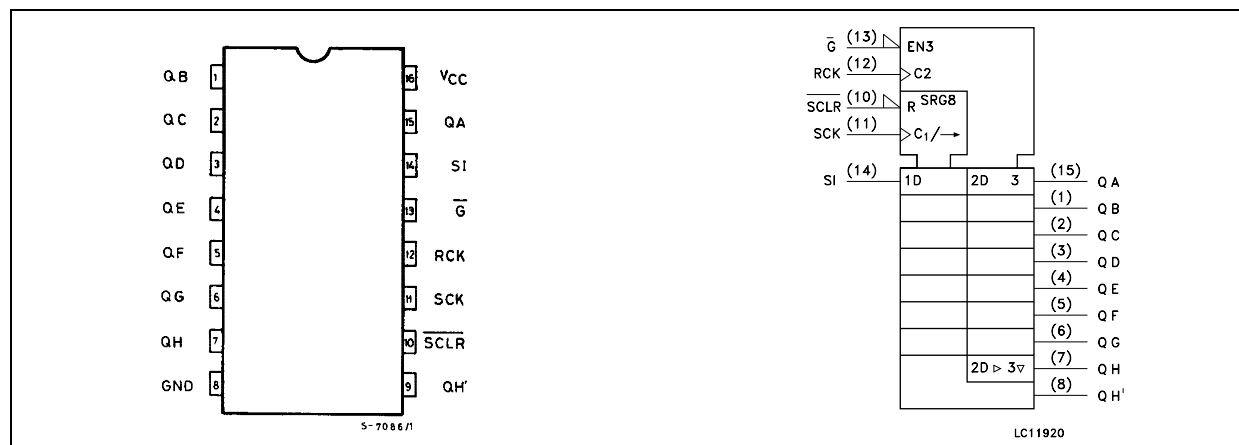 QB 1
QC 2
QD 3
QE 4
QF 5
QG 6
QH 7
GND 8
16 VCC
15 QA
14 SI
13 G̅
12 RCK
11 SCK
10 S̅C̅L̅R̅
9 QH'
S-7086/1
G̅ (13) EN3
RCK (12) C2
S̅C̅L̅R̅ (10) R SRG8
SCK (11) C1/→
SI (14) 1D 2D 3 (15) QA
(1) QB
(2) QC
(3) QD
(4) QE
(5) QF
(6) QG
2D ▷ 3▽ (7) QH
(8) QH'
LC11920